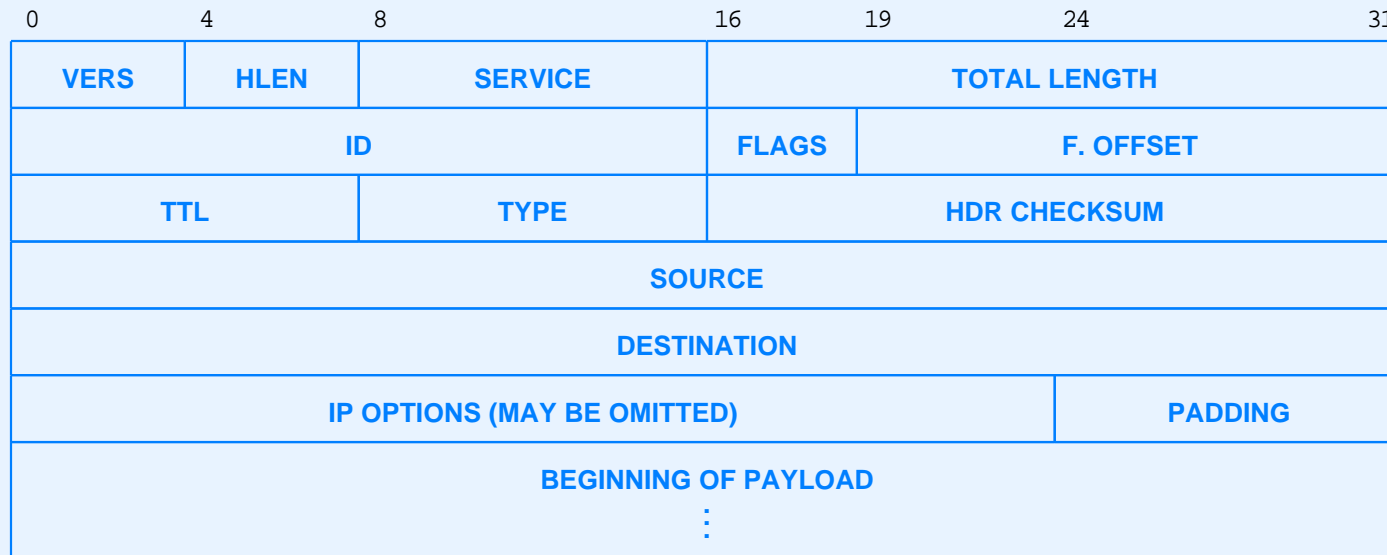 0 4 8 16 19 24 31
VERS HLEN SERVICE TOTAL LENGTH
ID FLAGS F. OFFSET
TTL TYPE HDR CHECKSUM
SOURCE
DESTINATION
IP OPTIONS (MAY BE OMITTED) PADDING
BEGINNING OF PAYLOAD